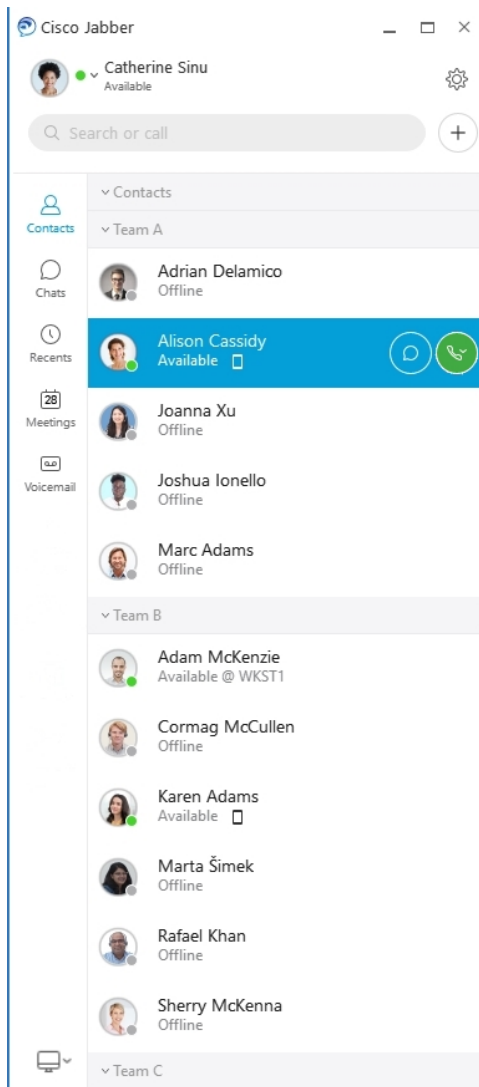 Cisco Jabber
Catherine Sinu
Available
Search or call
Contacts
Chats
Recents
28
Meetings
Voicemail
Contacts
Team A
Adrian Delamico
Offline
Alison Cassidy
Available
Joanna Xu
Offline
Joshua Ionello
Offline
Marc Adams
Offline
Team B
Adam McKenzie
Available @ WKST1
Cormag McCullen
Offline
Karen Adams
Available
Marta Šimek
Offline
Rafael Khan
Offline
Sherry McKenna
Offline
Team C